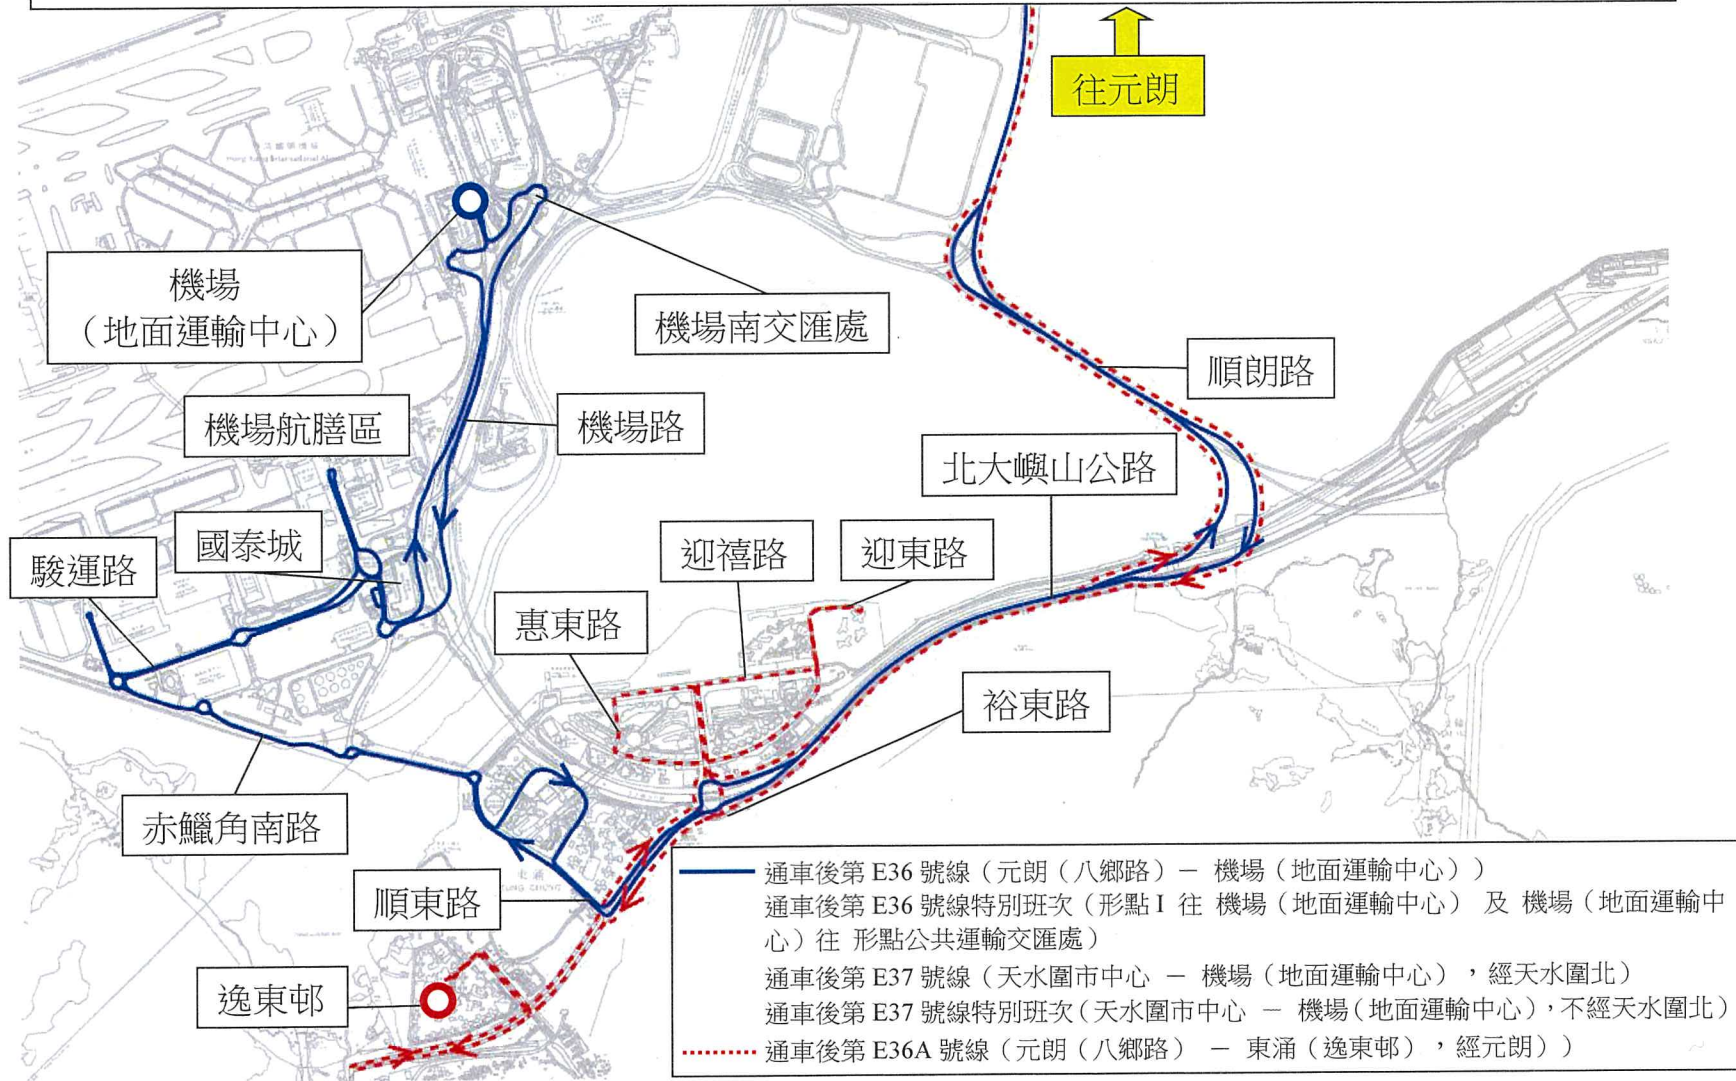 往元朗
Hong Kong International Airport
機場
（地面運輸中心）
機場南交匯處
順朗路
機場航膳區
機場路
北大嶼山公路
國泰城
駿運路
迎禧路
迎東路
惠東路
裕東路
赤鱲角南路
東涌
TUNG CHUNG
順東路
逸東邨
通車後第 E36 號線（元朗（八鄉路）－ 機場（地面運輸中心））
通車後第 E36 號線特別班次（形點 I 往 機場（地面運輸中心） 及 機場（地面運輸中
心）往 形點公共運輸交匯處）
通車後第 E37 號線（天水圍市中心 － 機場（地面運輸中心），經天水圍北）
通車後第 E37 號線特別班次（天水圍市中心 － 機場（地面運輸中心），不經天水圍北）
通車後第 E36A 號線（元朗（八鄉路） － 東涌（逸東邨），經元朗））